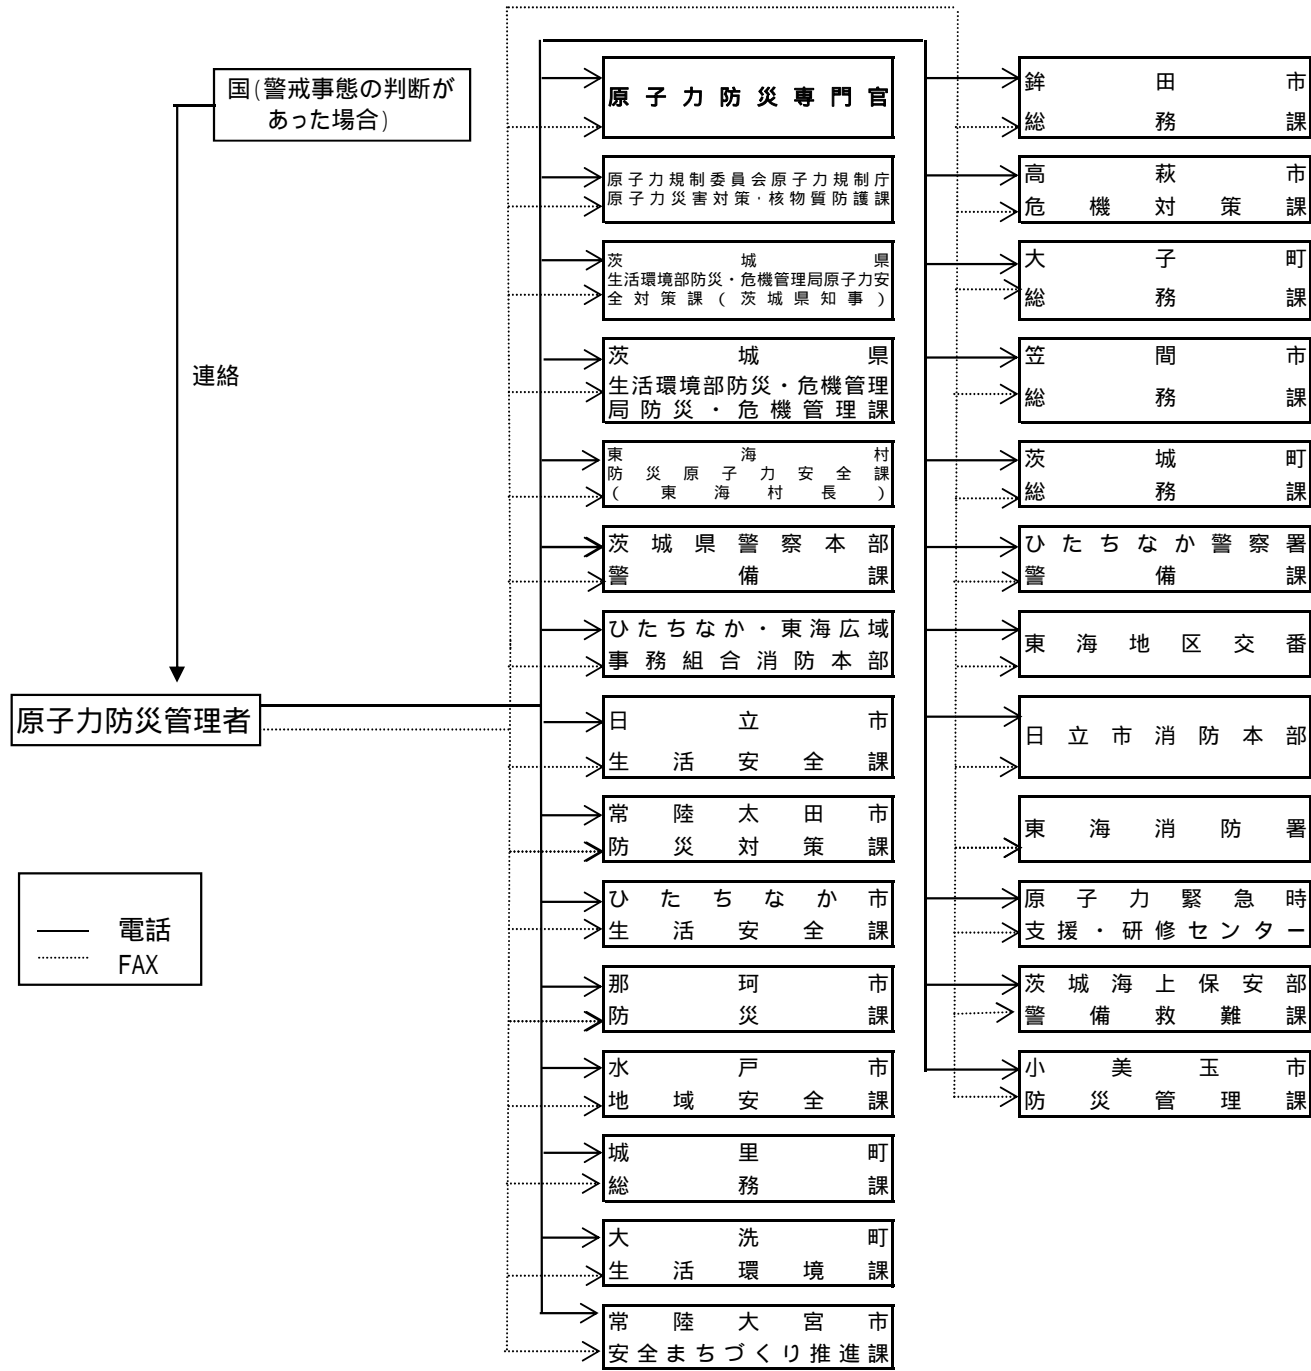 国(警戒事態の判断が
あった場合)
連絡
原子力防災管理者
電話
FAX
原子力防災専門官
原子力規制委員会原子力規制庁
原子力災害対策・核物質防護課
茨城県
生活環境部防災・危機管理局原子力安
全対策課(茨城県知事)
茨城県
生活環境部防災・危機管理
局防災・危機管理課
東海村
防災原子力安全課
(東海村長)
茨城県警察本部
警備課
ひたちなか・東海広域
事務組合消防本部
日立市
生活安全課
常陸太田市
防災対策課
ひたちなか市
生活安全課
那珂市
防災課
水戸市
地域安全課
城里町
総務課
大洗町
生活環境課
常陸大宮市
安全まちづくり推進課
鉾田市
総務課
高萩市
危機対策課
大子町
総務課
笠間市
総務課
茨城町
総務課
ひたちなか警察署
警備課
東海地区交番
日立市消防本部
東海消防署
原子力緊急時
支援・研修センター
茨城海上保安部
警備救難課
小美玉市
防災管理課